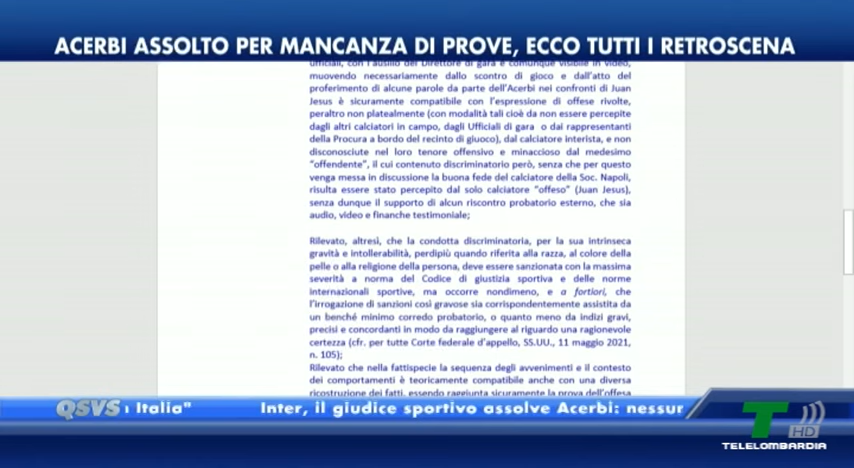 ACERBI ASSOLTO PER MANCANZA DI PROVE, ECCO TUTTI I RETROSCENA
ufficiali, con l'ausilio del Direttore di gara e comunque visibile in video,
muovendo necessariamente dallo scontro di gioco e dall'atto del
proferimento di alcune parole da parte dell'Acerbi nei confronti di Juan
Jesus è sicuramente compatibile con l'espressione di offese rivolte,
peraltro non platealmente (con modalità tali cioè da non essere percepite
dagli altri calciatori in campo, dagli Ufficiali di gara o dai rappresentanti
della Procura a bordo del recinto di giuoco), dal calciatore interista, e non
disconosciute nel loro tenore offensivo e minaccioso dal medesimo
"offendente", il cui contenuto discriminatorio però, senza che per questo
venga messa in discussione la buona fede del calciatore della Soc. Napoli,
risulta essere stato percepito dal solo calciatore "offeso" (Juan Jesus),
senza dunque il supporto di alcun riscontro probatorio esterno, che sia
audio, video e finanche testimoniale;
Rilevato, altresì, che la condotta discriminatoria, per la sua intrinseca
gravità e intollerabilità, perdipiù quando riferita alla razza, al colore della
pelle o alla religione della persona, deve essere sanzionata con la massima
severità a norma del Codice di giustizia sportiva e delle norme
internazionali sportive, ma occorre nondimeno, e a fortiori, che
l'irrogazione di sanzioni così gravose sia corrispondentemente assistita da
un benché minimo corredo probatorio, o quanto meno da indizi gravi,
precisi e concordanti in modo da raggiungere al riguardo una ragionevole
certezza (cfr. per tutte Corte federale d'appello, SS.UU., 11 maggio 2021,
n. 105);
Rilevato che nella fattispecie la sequenza degli avvenimenti e il contesto
dei comportamenti è teoricamente compatibile anche con una diversa
ricostruzione dei fatti, essendo raggiunta sicuramente la prova dell'offesa
QSVS ı Italia" Inter, il giudice sportivo assolve Acerbi: nessur
T HD
TELELOMBARDIA